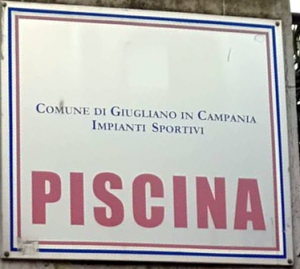 COMUNE DI GIUGLIANO IN CAMPANIA
IMPIANTI SPORTIVI
PISCINA